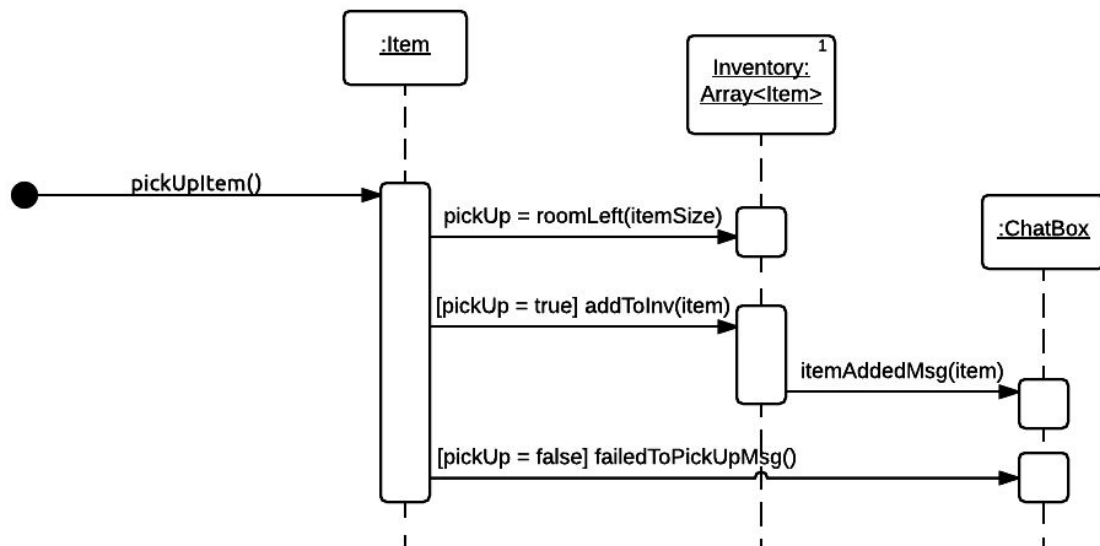 :Item
1
Inventory:
Array<Item>
pickUpItem()
pickUp = roomLeft(itemSize)
:ChatBox
[pickUp = true] addToInv(item)
itemAddedMsg(item)
[pickUp = false] failedToPickUpMsg()